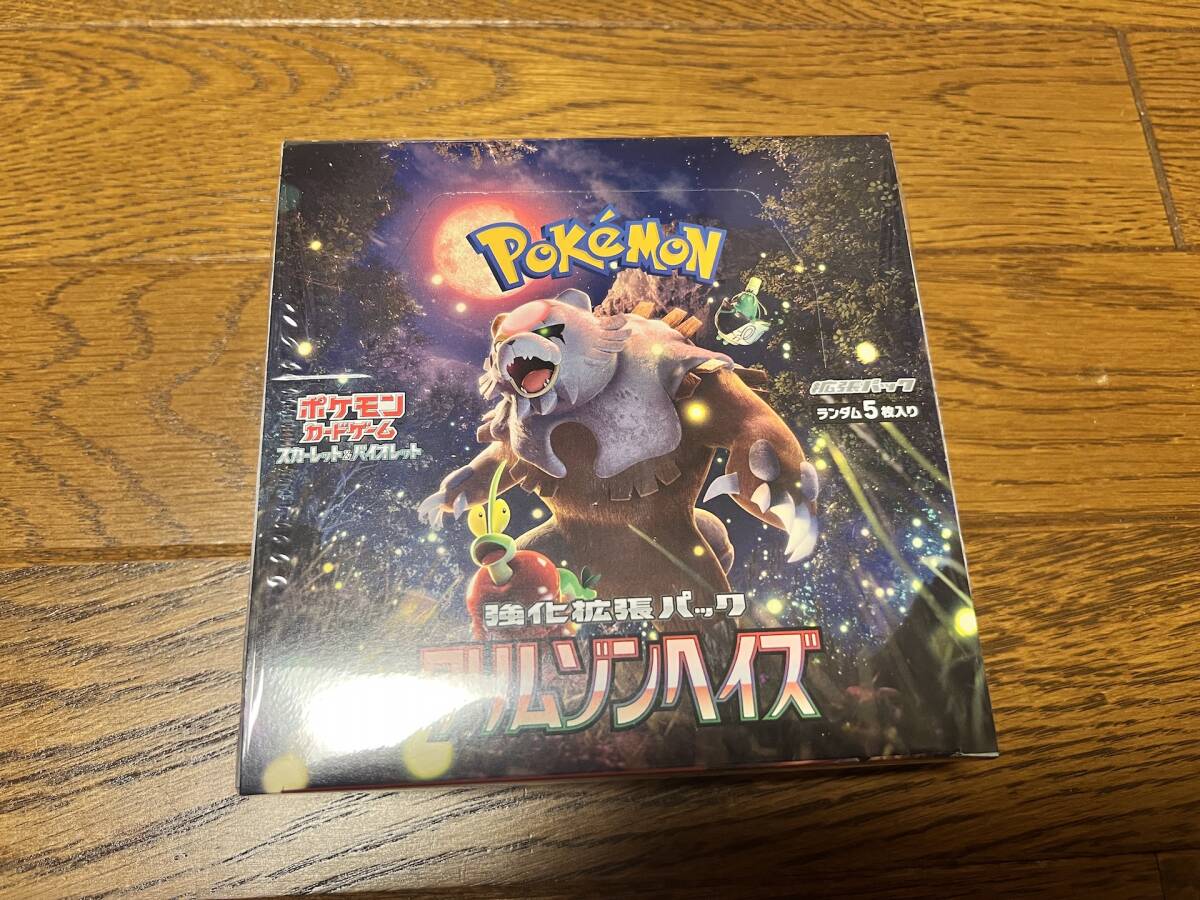 POKÉMON
ポケモン
カードゲーム
スカーレット&バイオレット
拡張パック
ランダム5枚入り
強化拡張パック
クリムゾンヘイズ